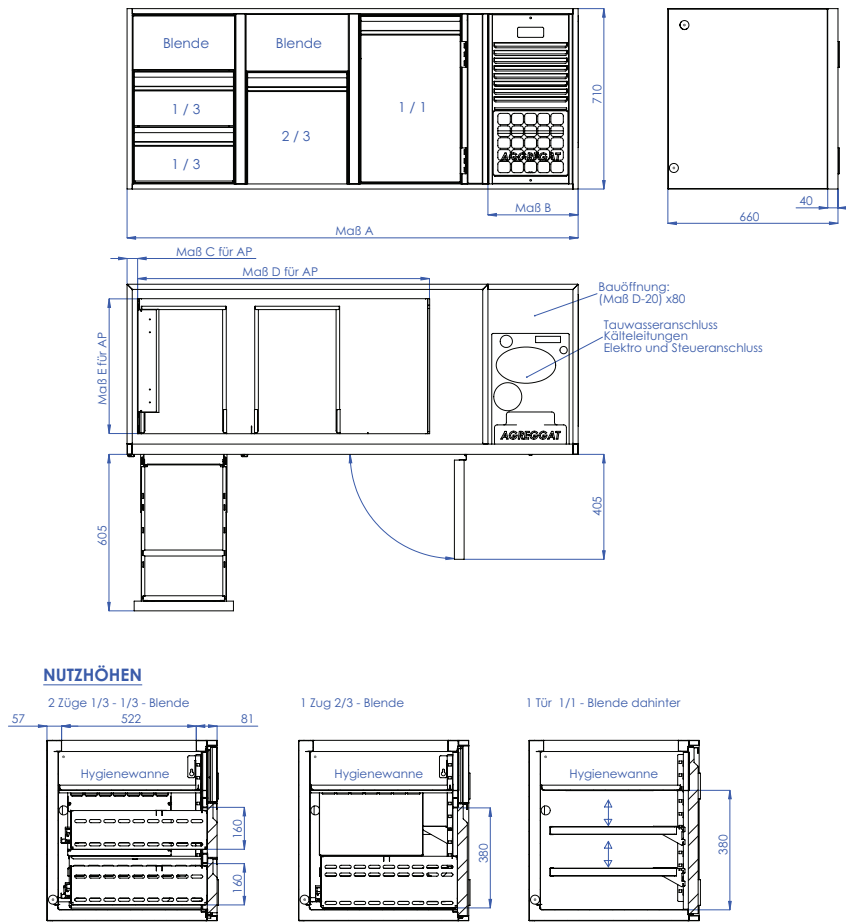 Blende
Blende
1 / 3
1 / 3
2 / 3
1 / 1
AGGREGAT
710
Maß B
Maß A
40
660
Maß C für AP
Maß D für AP
Maß E für AP
Bauöffnung:
(Maß D-20) x80
Tauwasseranschluss
Kälteleitungen
Elektro und Steueranschluss
AGREGGAT
605
405
NUTZHÖHEN
2 Züge 1/3 - 1/3 - Blende
57
522
81
Hygienewanne
160
160
1 Zug 2/3 - Blende
Hygienewanne
380
1 Tür 1/1 - Blende dahinter
Hygienewanne
380